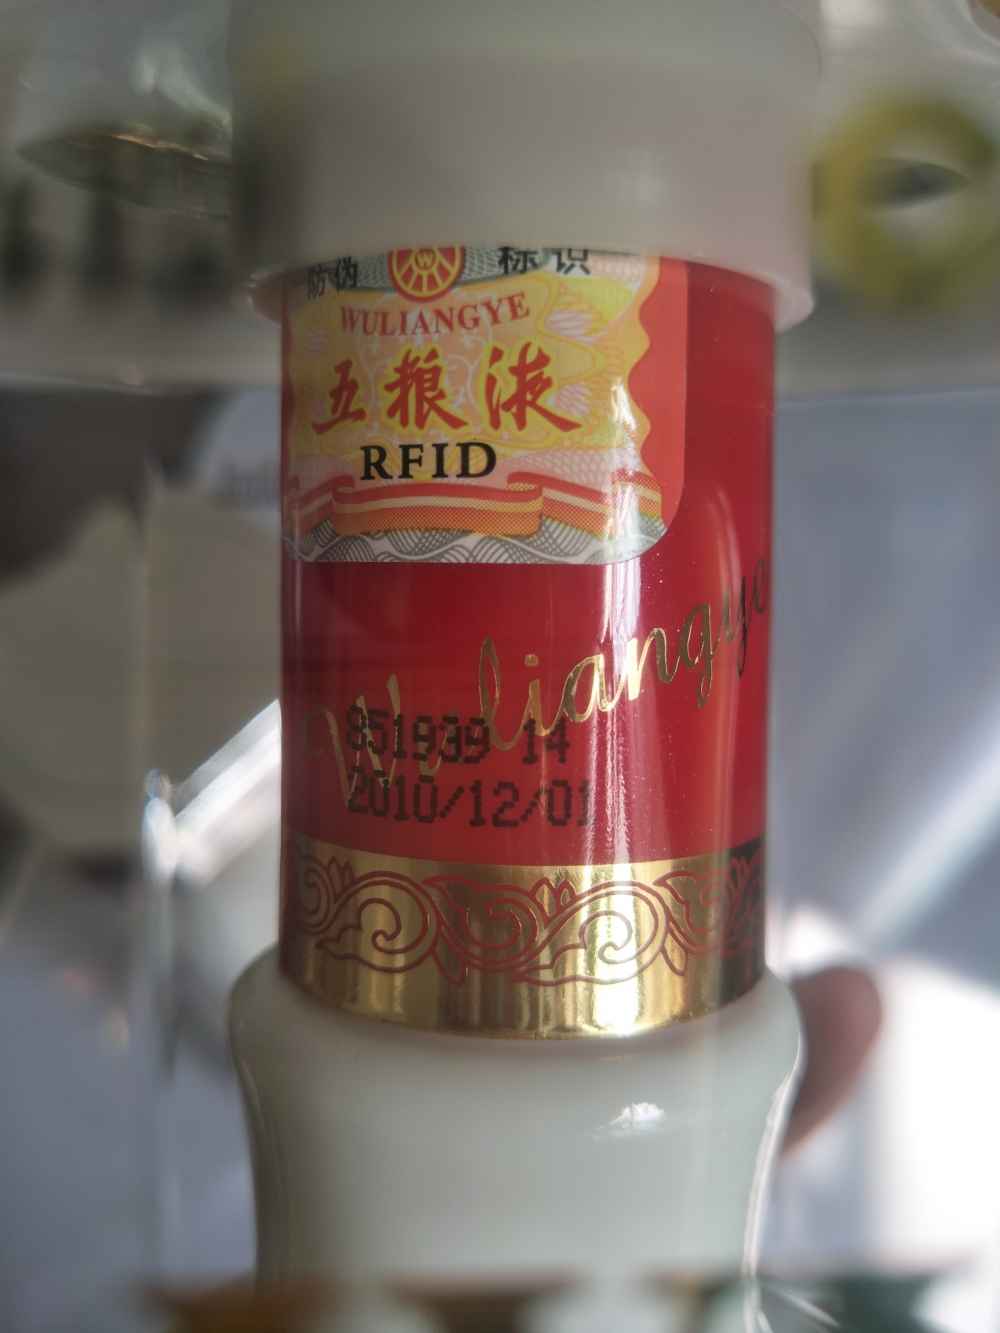 防伪 W 标识
WULIANGYE
五粮液
RFID
Wuliangye
851939 14
2010/12/01